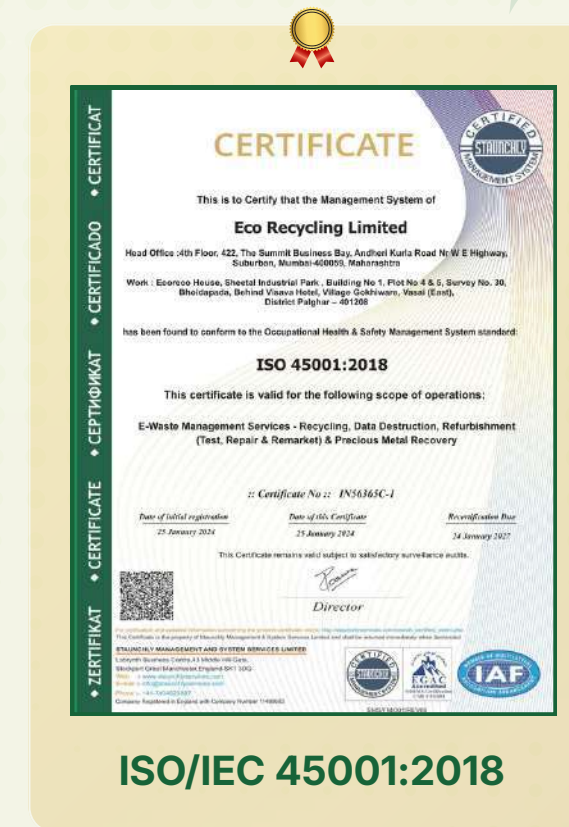 CERTIFICATE
CERTIFIED
STAUNCHLY
MANAGEMENT SYSTEM
This is to Certify that the Management System of
Eco Recycling Limited
Head Office :4th Floor, 422, The Summit Business Bay, Andheri Kurla Road Nr W E Highway,
Suburban, Mumbai-400059, Maharashtra
Work : Ecoreco House, Sheetal Industrial Park , Building No 1, Plot No 4 & 5, Survey No. 30,
Bhoidapada, Behind Vaava Hotel, Village Gokhiware, Vasai (East),
District Palghar – 401208
has been found to conform to the Occupational Health & Safety Management System standard:
ISO 45001:2018
This certificate is valid for the following scope of operations:
E-Waste Management Services - Recycling, Data Destruction, Refurbishment
(Test, Repair & Remarket) & Precious Metal Recovery
:: Certificate No :: IN56365C-1
Date of initial registration Date of this Certificate Recertification Due
25 January 2024 25 January 2024 24 January 2027
This Certificate remains valid subject to satisfactory surveillance audits.
Director
STAUNCHLY MANAGEMENT AND SYSTEM SERVICES LIMITED
CERTIFIED
STAUNCHLY
EGAC
IAF
♦ ZERTIFIKAT ♦ CERTIFICATE ♦ СЕРТИФИКАТ ♦ CERTIFICADO ♦ CERTIFICAT
ISO/IEC 45001:2018